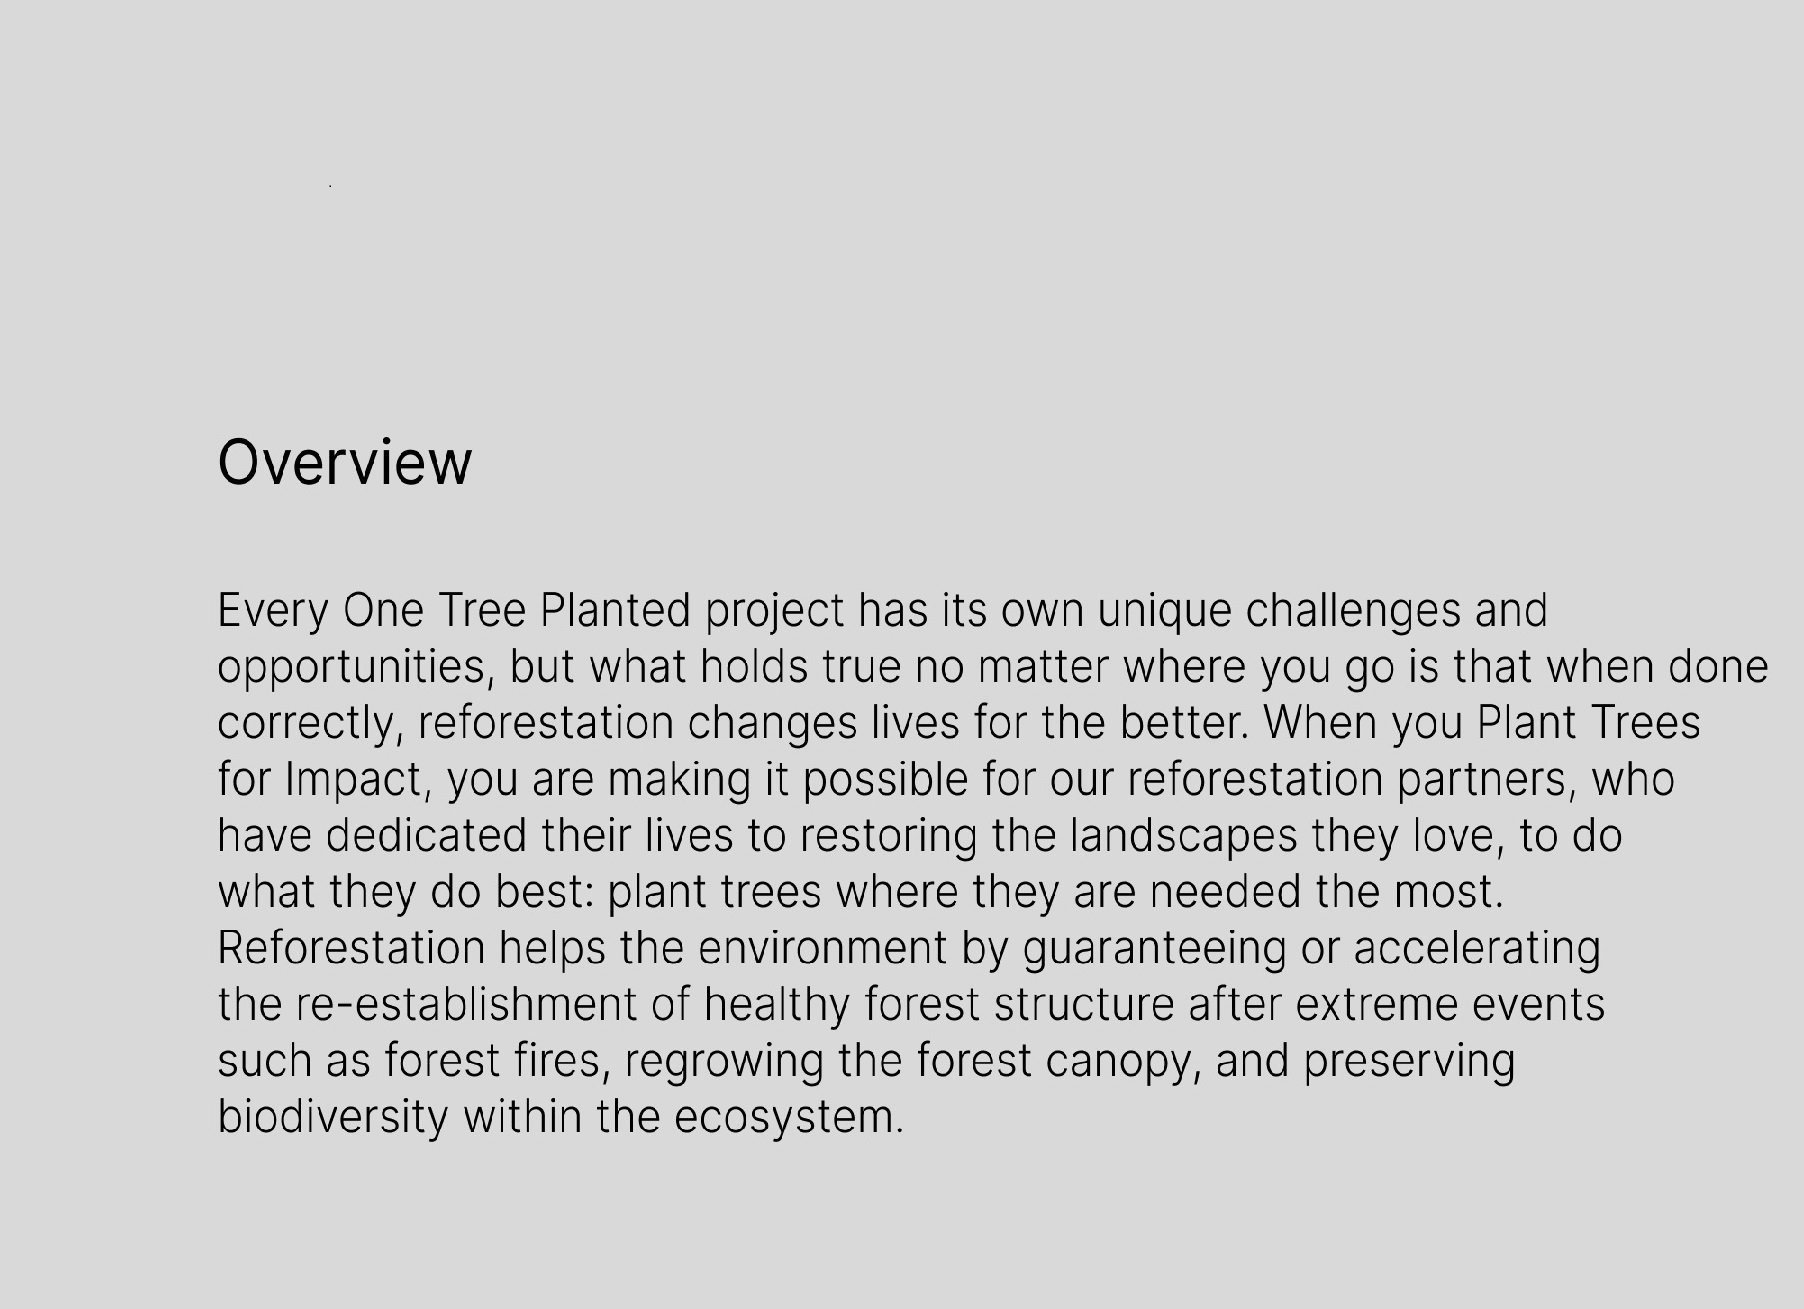 Overview
Every One Tree Planted project has its own unique challenges and
opportunities, but what holds true no matter where you go is that when done
correctly, reforestation changes lives for the better. When you Plant Trees
for Impact, you are making it possible for our reforestation partners, who
have dedicated their lives to restoring the landscapes they love, to do
what they do best: plant trees where they are needed the most.
Reforestation helps the environment by guaranteeing or accelerating
the re-establishment of healthy forest structure after extreme events
such as forest fires, regrowing the forest canopy, and preserving
biodiversity within the ecosystem.